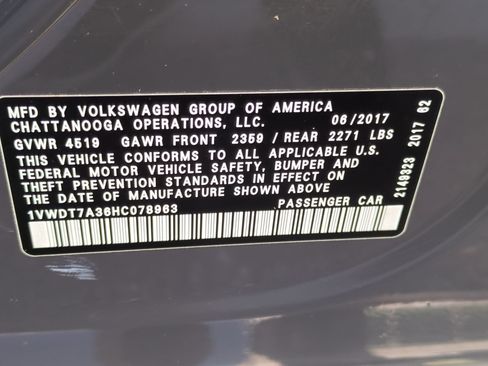 MFD BY VOLKSWAGEN GROUP OF AMERICA
CHATTANOOGA OPERATIONS, LLC. 06/2017
GVWR 4519 GAWR FRONT 2359 / REAR 2271 LBS
THIS VEHICLE CONFORMS TO ALL APPLICABLE U.S.
FEDERAL MOTOR VEHICLE SAFETY, BUMPER AND
THEFT PREVENTION STANDARDS IN EFFECT ON
THE DATE OF MANUFACTURE SHOWN ABOVE
1VWDT7A36HC078963 PASSENGER CAR
2149323 2017 62